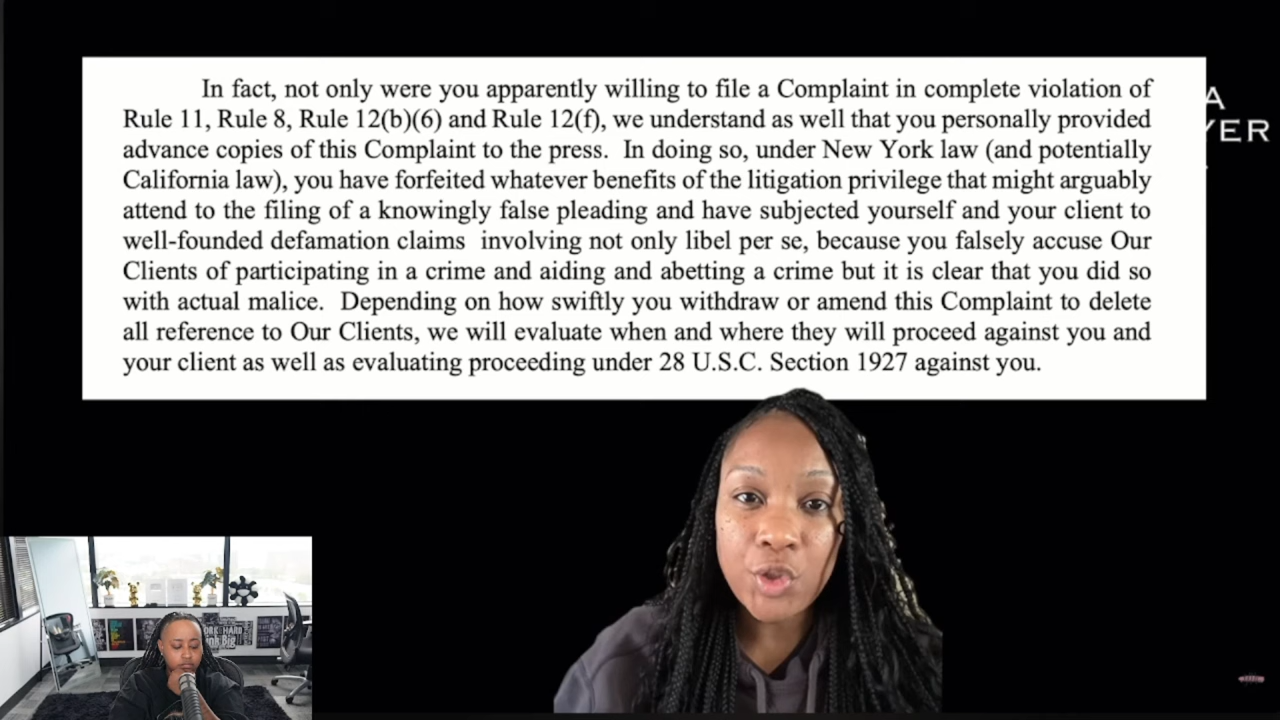 In fact, not only were you apparently willing to file a Complaint in complete violation of
Rule 11, Rule 8, Rule 12(b)(6) and Rule 12(f), we understand as well that you personally provided
advance copies of this Complaint to the press. In doing so, under New York law (and potentially
California law), you have forfeited whatever benefits of the litigation privilege that might arguably
attend to the filing of a knowingly false pleading and have subjected yourself and your client to
well-founded defamation claims involving not only libel per se, because you falsely accuse Our
Clients of participating in a crime and aiding and abetting a crime but it is clear that you did so
with actual malice. Depending on how swiftly you withdraw or amend this Complaint to delete
all reference to Our Clients, we will evaluate when and where they will proceed against you and
your client as well as evaluating proceeding under 28 U.S.C. Section 1927 against you.
A
YER
HARD
Big